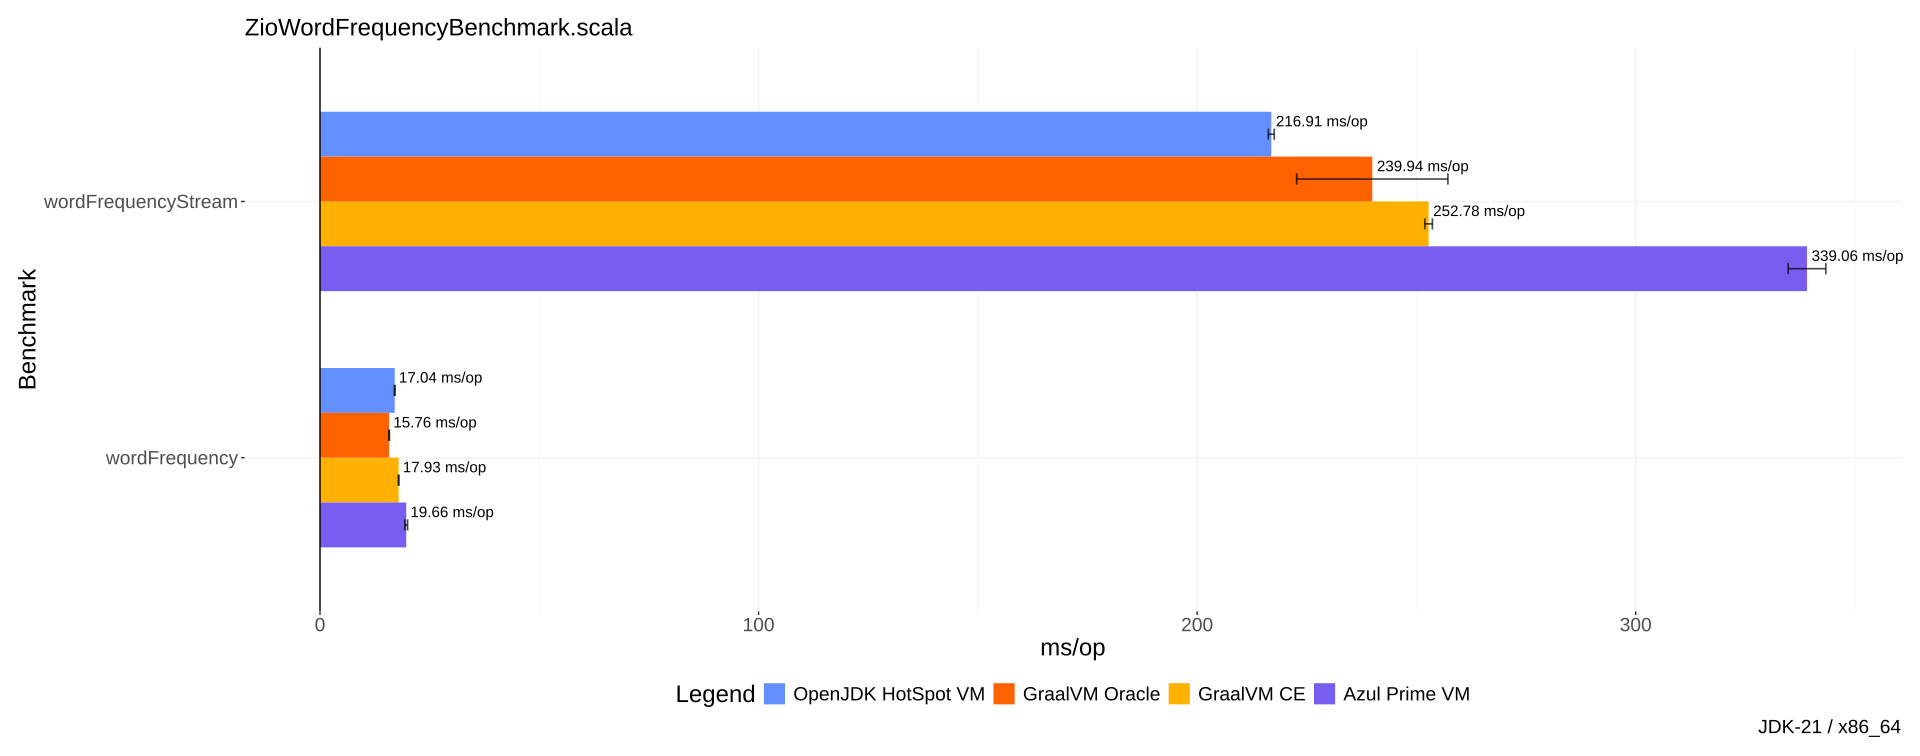 ZioWordFrequencyBenchmark.scala
216.91 ms/op
239.94 ms/op
wordFrequencyStream
252.78 ms/op
339.06 ms/op
Benchmark
17.04 ms/op
15.76 ms/op
wordFrequency
17.93 ms/op
19.66 ms/op
0 100 200 300
ms/op
Legend OpenJDK HotSpot VM GraalVM Oracle GraalVM CE Azul Prime VM
JDK-21 / x86_64